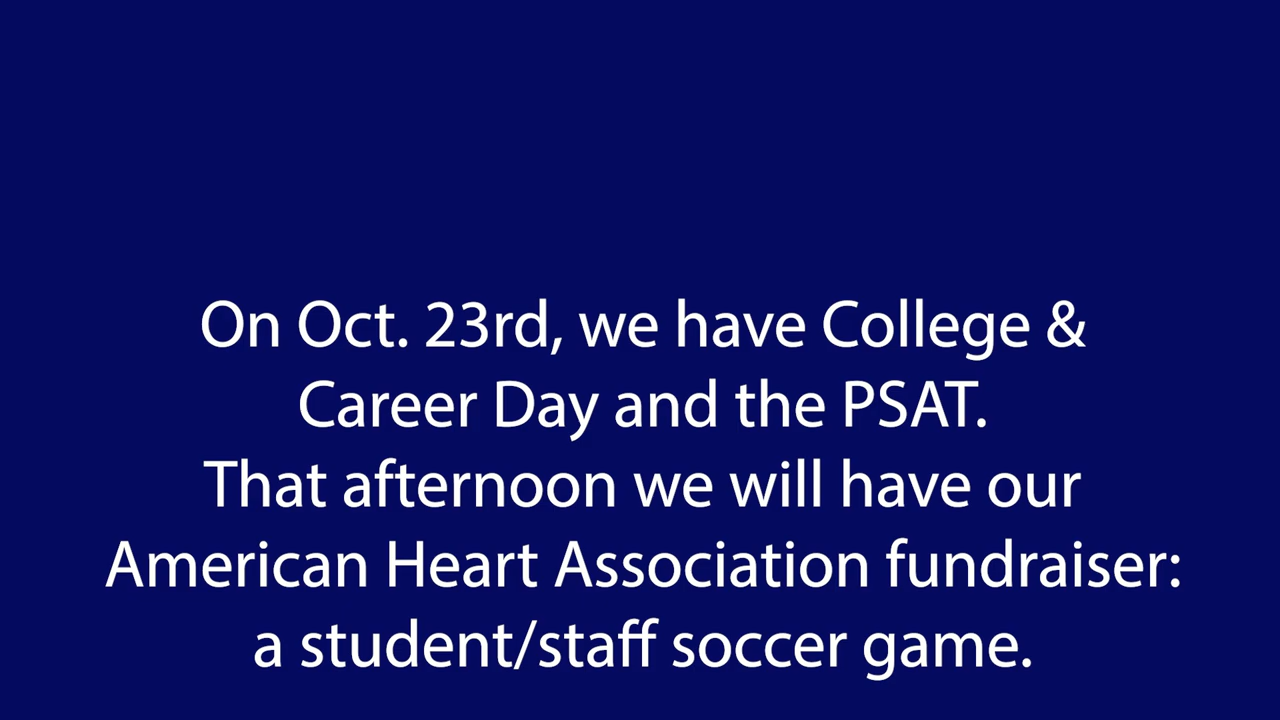 On Oct. 23rd, we have College &
Career Day and the PSAT.
That afternoon we will have our
American Heart Association fundraiser:
a student/staff soccer game.